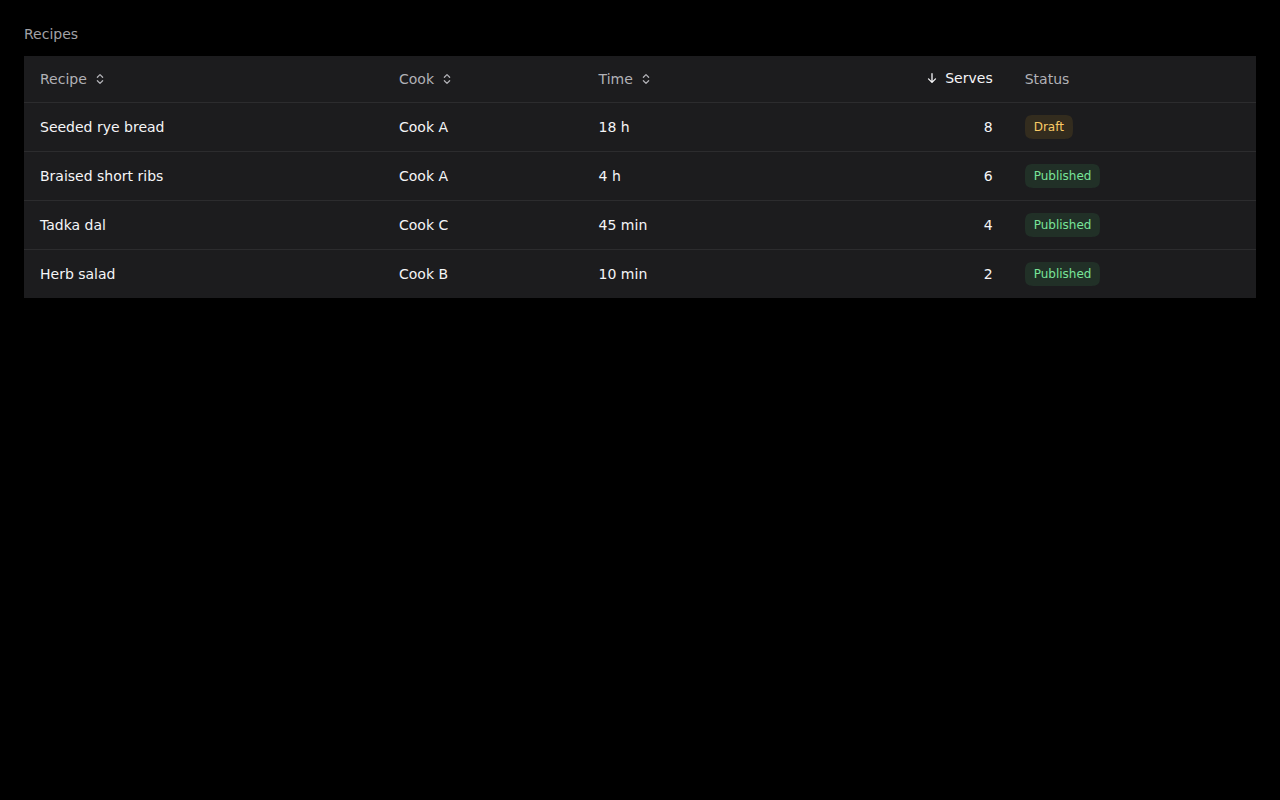 Recipes
Recipe Cook Time Serves Status
Seeded rye bread Cook A 18 h 8 Draft
Braised short ribs Cook A 4 h 6 Published
Tadka dal Cook C 45 min 4 Published
Herb salad Cook B 10 min 2 Published